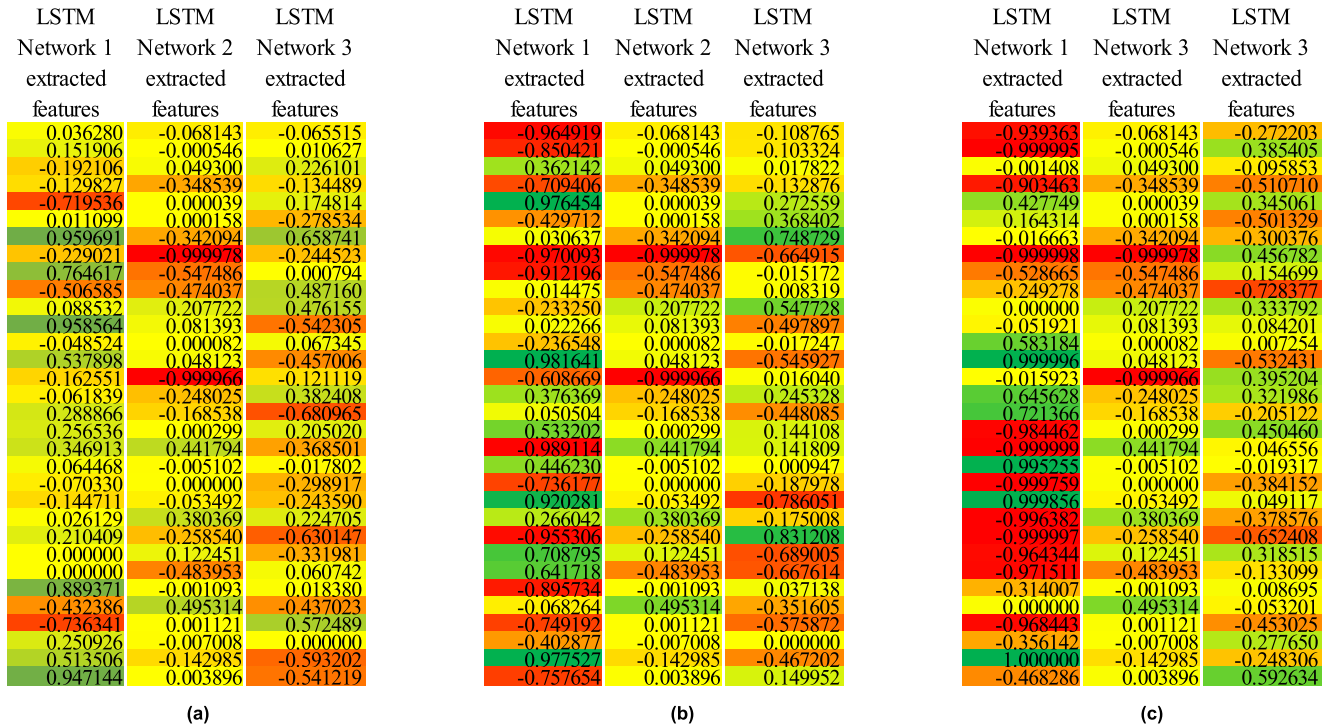 LSTM LSTM LSTM LSTM LSTM LSTM LSTM LSTM LSTM
Network 1 Network 2 Network 3 Network 1 Network 2 Network 3 Network 1 Network 3 Network 3
extracted extracted extracted extracted extracted extracted extracted extracted extracted
features features features features features features features features features
0.036280 -0.068143 -0.065515 -0.964919 -0.068143 -0.108765 -0.939363 -0.068143 -0.272203
0.151906 -0.000546 0.010627 -0.850421 -0.000546 -0.103324 -0.999995 -0.000546 0.385405
-0.192106 0.049300 0.226101 0.362142 0.049300 0.017822 -0.001408 0.049300 -0.095853
-0.129827 -0.348539 -0.134489 -0.709406 -0.348539 -0.132876 -0.903463 -0.348539 -0.510710
-0.719536 0.000039 0.174814 0.976454 0.000039 0.272559 0.427749 0.000039 0.345061
0.011099 0.000158 -0.278534 -0.429712 0.000158 0.368402 0.164314 0.000158 -0.501329
0.959691 -0.342094 0.658741 0.030637 -0.342094 0.748729 -0.016663 -0.342094 -0.300376
-0.229021 -0.999978 -0.244523 -0.970093 -0.999978 -0.664915 -0.999998 -0.999978 0.456782
0.764617 -0.547486 0.000794 -0.912196 -0.547486 -0.015172 -0.528665 -0.547486 0.154699
-0.506585 -0.474037 0.487160 0.014475 -0.474037 0.008319 -0.249278 -0.474037 -0.728377
0.088532 0.207722 0.476155 -0.233250 0.207722 0.547728 0.000000 0.207722 0.333792
0.958564 0.081393 -0.542305 0.022266 0.081393 -0.497897 -0.051921 0.081393 0.084201
-0.048524 0.000082 0.067345 -0.236548 0.000082 -0.017247 0.583184 0.000082 0.007254
0.537898 0.048123 -0.457006 0.981641 0.048123 -0.545927 0.999996 0.048123 -0.532431
-0.162551 -0.999966 -0.121119 -0.608669 -0.999966 0.016040 -0.015923 -0.999966 0.395204
-0.061839 -0.248025 0.382408 0.376369 -0.248025 0.245328 0.645628 -0.248025 0.321986
0.288866 -0.168538 -0.680965 0.050504 -0.168538 -0.448085 0.721366 -0.168538 -0.205122
0.256536 0.000299 0.205020 0.533202 0.000299 0.144108 -0.984462 0.000299 0.450460
0.346913 0.441794 -0.368501 -0.989114 0.441794 0.141809 -0.999999 0.441794 -0.046556
0.064468 -0.005102 -0.017802 0.446230 -0.005102 0.000947 0.995255 -0.005102 -0.019317
-0.070330 0.000000 -0.298917 -0.736177 0.000000 -0.187978 -0.999759 0.000000 -0.384152
-0.144711 -0.053492 -0.243590 0.920281 -0.053492 -0.786051 0.999856 -0.053492 0.049117
0.026129 0.380369 0.224705 0.266042 0.380369 -0.175008 -0.996382 0.380369 -0.378576
0.210409 -0.258540 -0.630147 -0.955306 -0.258540 0.831208 -0.999997 -0.258540 -0.652408
0.000000 0.122451 -0.331981 0.708795 0.122451 -0.689005 -0.964344 0.122451 0.318515
0.000000 -0.483953 0.060742 0.641718 -0.483953 -0.667614 -0.971511 -0.483953 -0.133099
0.889371 -0.001093 0.018380 -0.895734 -0.001093 0.037138 -0.314007 -0.001093 0.008695
-0.432386 0.495314 -0.437023 -0.068264 0.495314 -0.351605 0.000000 0.495314 -0.053201
-0.736341 0.001121 0.572489 -0.749192 0.001121 -0.575872 -0.968443 0.001121 -0.453025
0.250926 -0.007008 0.000000 -0.402877 -0.007008 0.000000 -0.356142 -0.007008 0.277650
0.513506 -0.142985 -0.593202 0.977527 -0.142985 -0.467202 1.000000 -0.142985 -0.248306
0.947144 0.003896 -0.541219 -0.757654 0.003896 0.149952 -0.468286 0.003896 0.592634
(a) (b) (c)